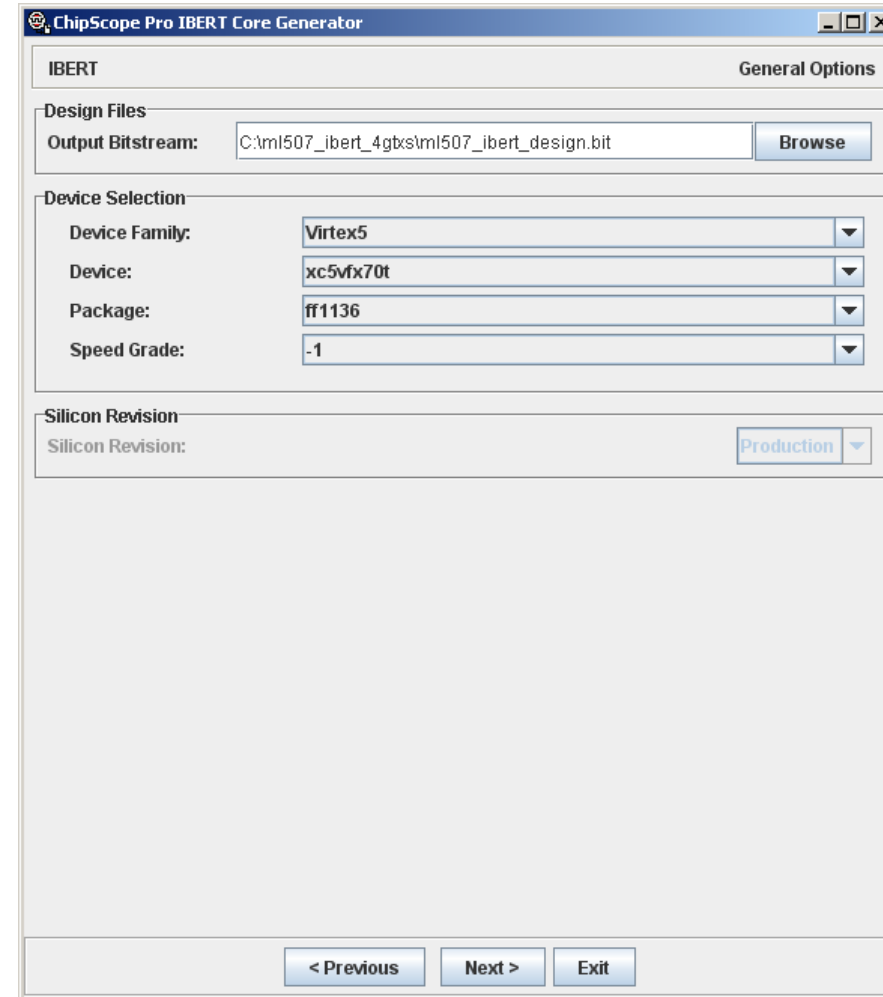 ChipScope Pro IBERT Core Generator
IBERT General Options
Design Files
Output Bitstream: C:\ml507_ibert_4gtxs\ml507_ibert_design.bit Browse
Device Selection
Device Family: Virtex5
Device: xc5vfx70t
Package: ff1136
Speed Grade: -1
Silicon Revision
Silicon Revision: Production
< Previous Next > Exit